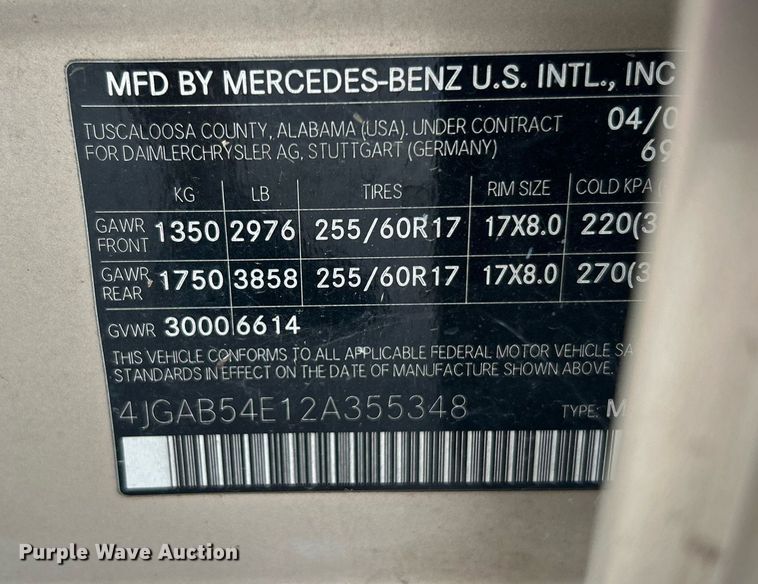 MFD BY MERCEDES-BENZ U.S. INTL., INC
TUSCALOOSA COUNTY, ALABAMA (USA). UNDER CONTRACT 04/0
FOR DAIMLERCHRYSLER AG, STUTTGART (GERMANY) 69
KG LB TIRES RIM SIZE COLD KPA
GAWR FRONT 1350 2976 255/60R17 17X8.0 220(3
GAWR REAR 1750 3858 255/60R17 17X8.0 270(3
GVWR 3000 6614
THIS VEHICLE CONFORMS TO ALL APPLICABLE FEDERAL MOTOR VEHICLE SA
STANDARDS IN EFFECT ON THE DATE OF MANUFACTURE SHOWN ABOVE.
4JGAB54E12A355348 TYPE: M
Purple Wave Auction